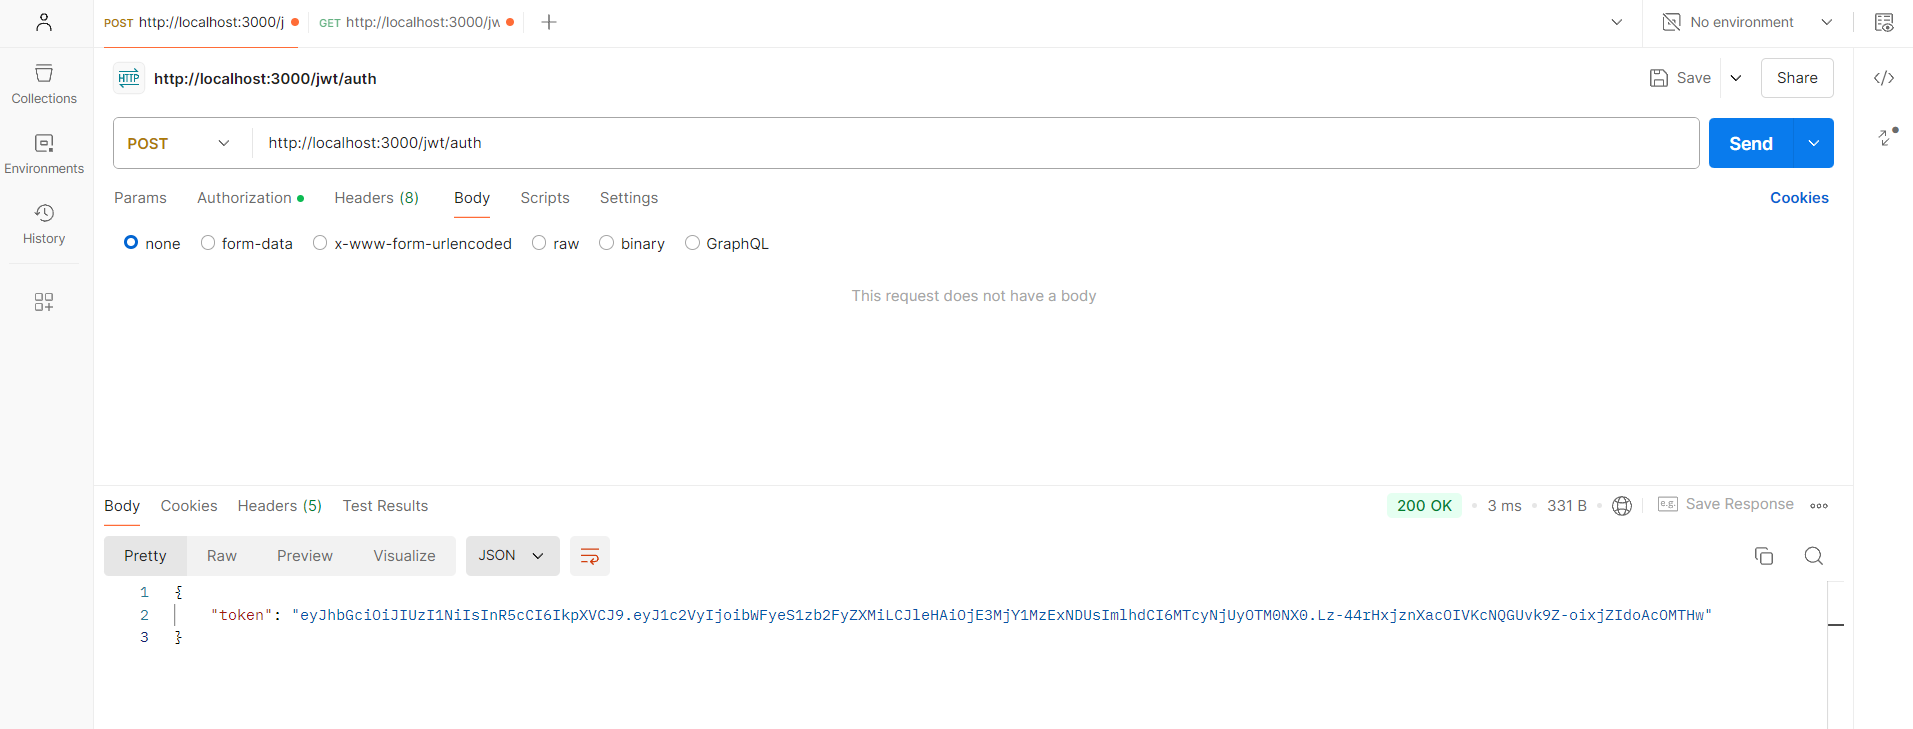 POST http://localhost:3000/j
GET http://localhost:3000/jw
No environment
Collections
Environments
History
HTTP http://localhost:3000/jwt/auth
Save
Share
POST http://localhost:3000/jwt/auth
Send
Params Authorization Headers (8) Body Scripts Settings
Cookies
none form-data x-www-form-urlencoded raw binary GraphQL
This request does not have a body
Body Cookies Headers (5) Test Results
200 OK 3 ms 331 B
e.g. Save Response
Pretty Raw Preview Visualize JSON
1 {
2 "token": "eyJhbGciOiJIUzI1NiIsInR5cCI6IkpXVCJ9.eyJ1c2VyIjoibWFyeS1zb2FyZXMiLCJleHAiOjE3MjY1MzExNDUsImlhdCI6MTcyNjUyOTM0NX0.Lz-44rHxjznXacOIVKcNQGUvk9Z-oixjZIdoAcOMTHw"
3 }